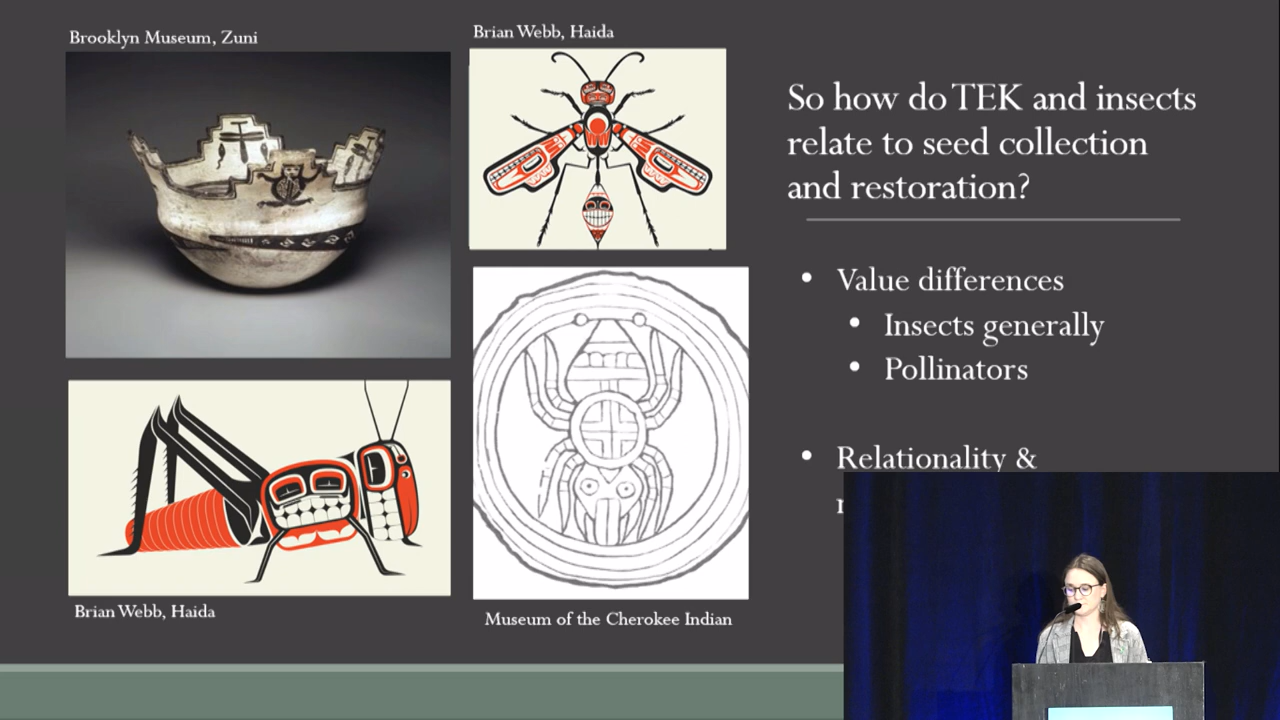 Brooklyn Museum, Zuni
Brian Webb, Haida
So how do TEK and insects
relate to seed collection
and restoration?
• Value differences
• Insects generally
• Pollinators
• Relationality &
Brian Webb, Haida
Museum of the Cherokee Indian